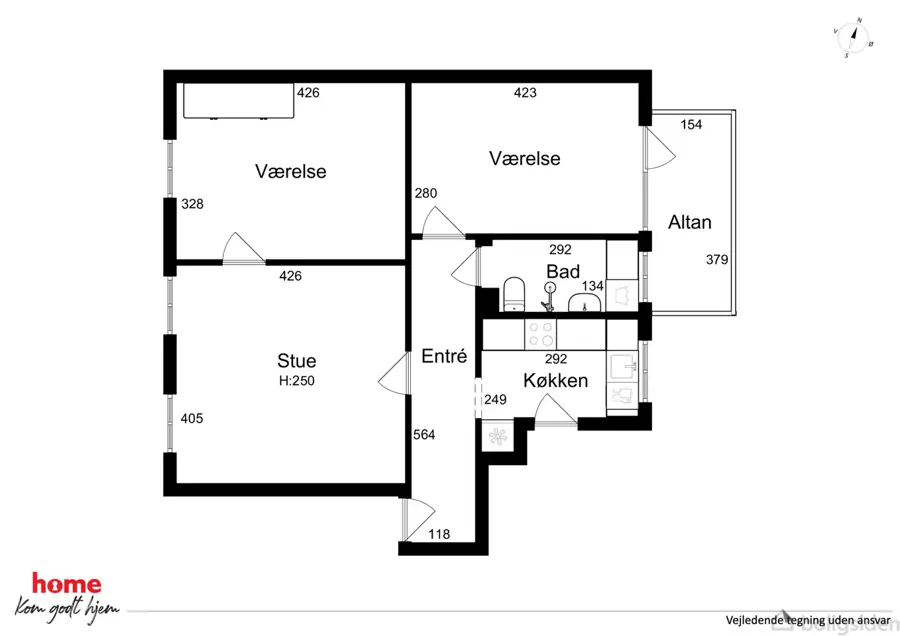 N
V
Ø
S
426
423
154
Værelse
Værelse
280
328
Altan
292
379
426
Bad
134
Stue
Entré
H:250
292
Køkken
249
405
564
118
home
Kom godt hjem
Vejledende tegning uden ansvar
boligsiden